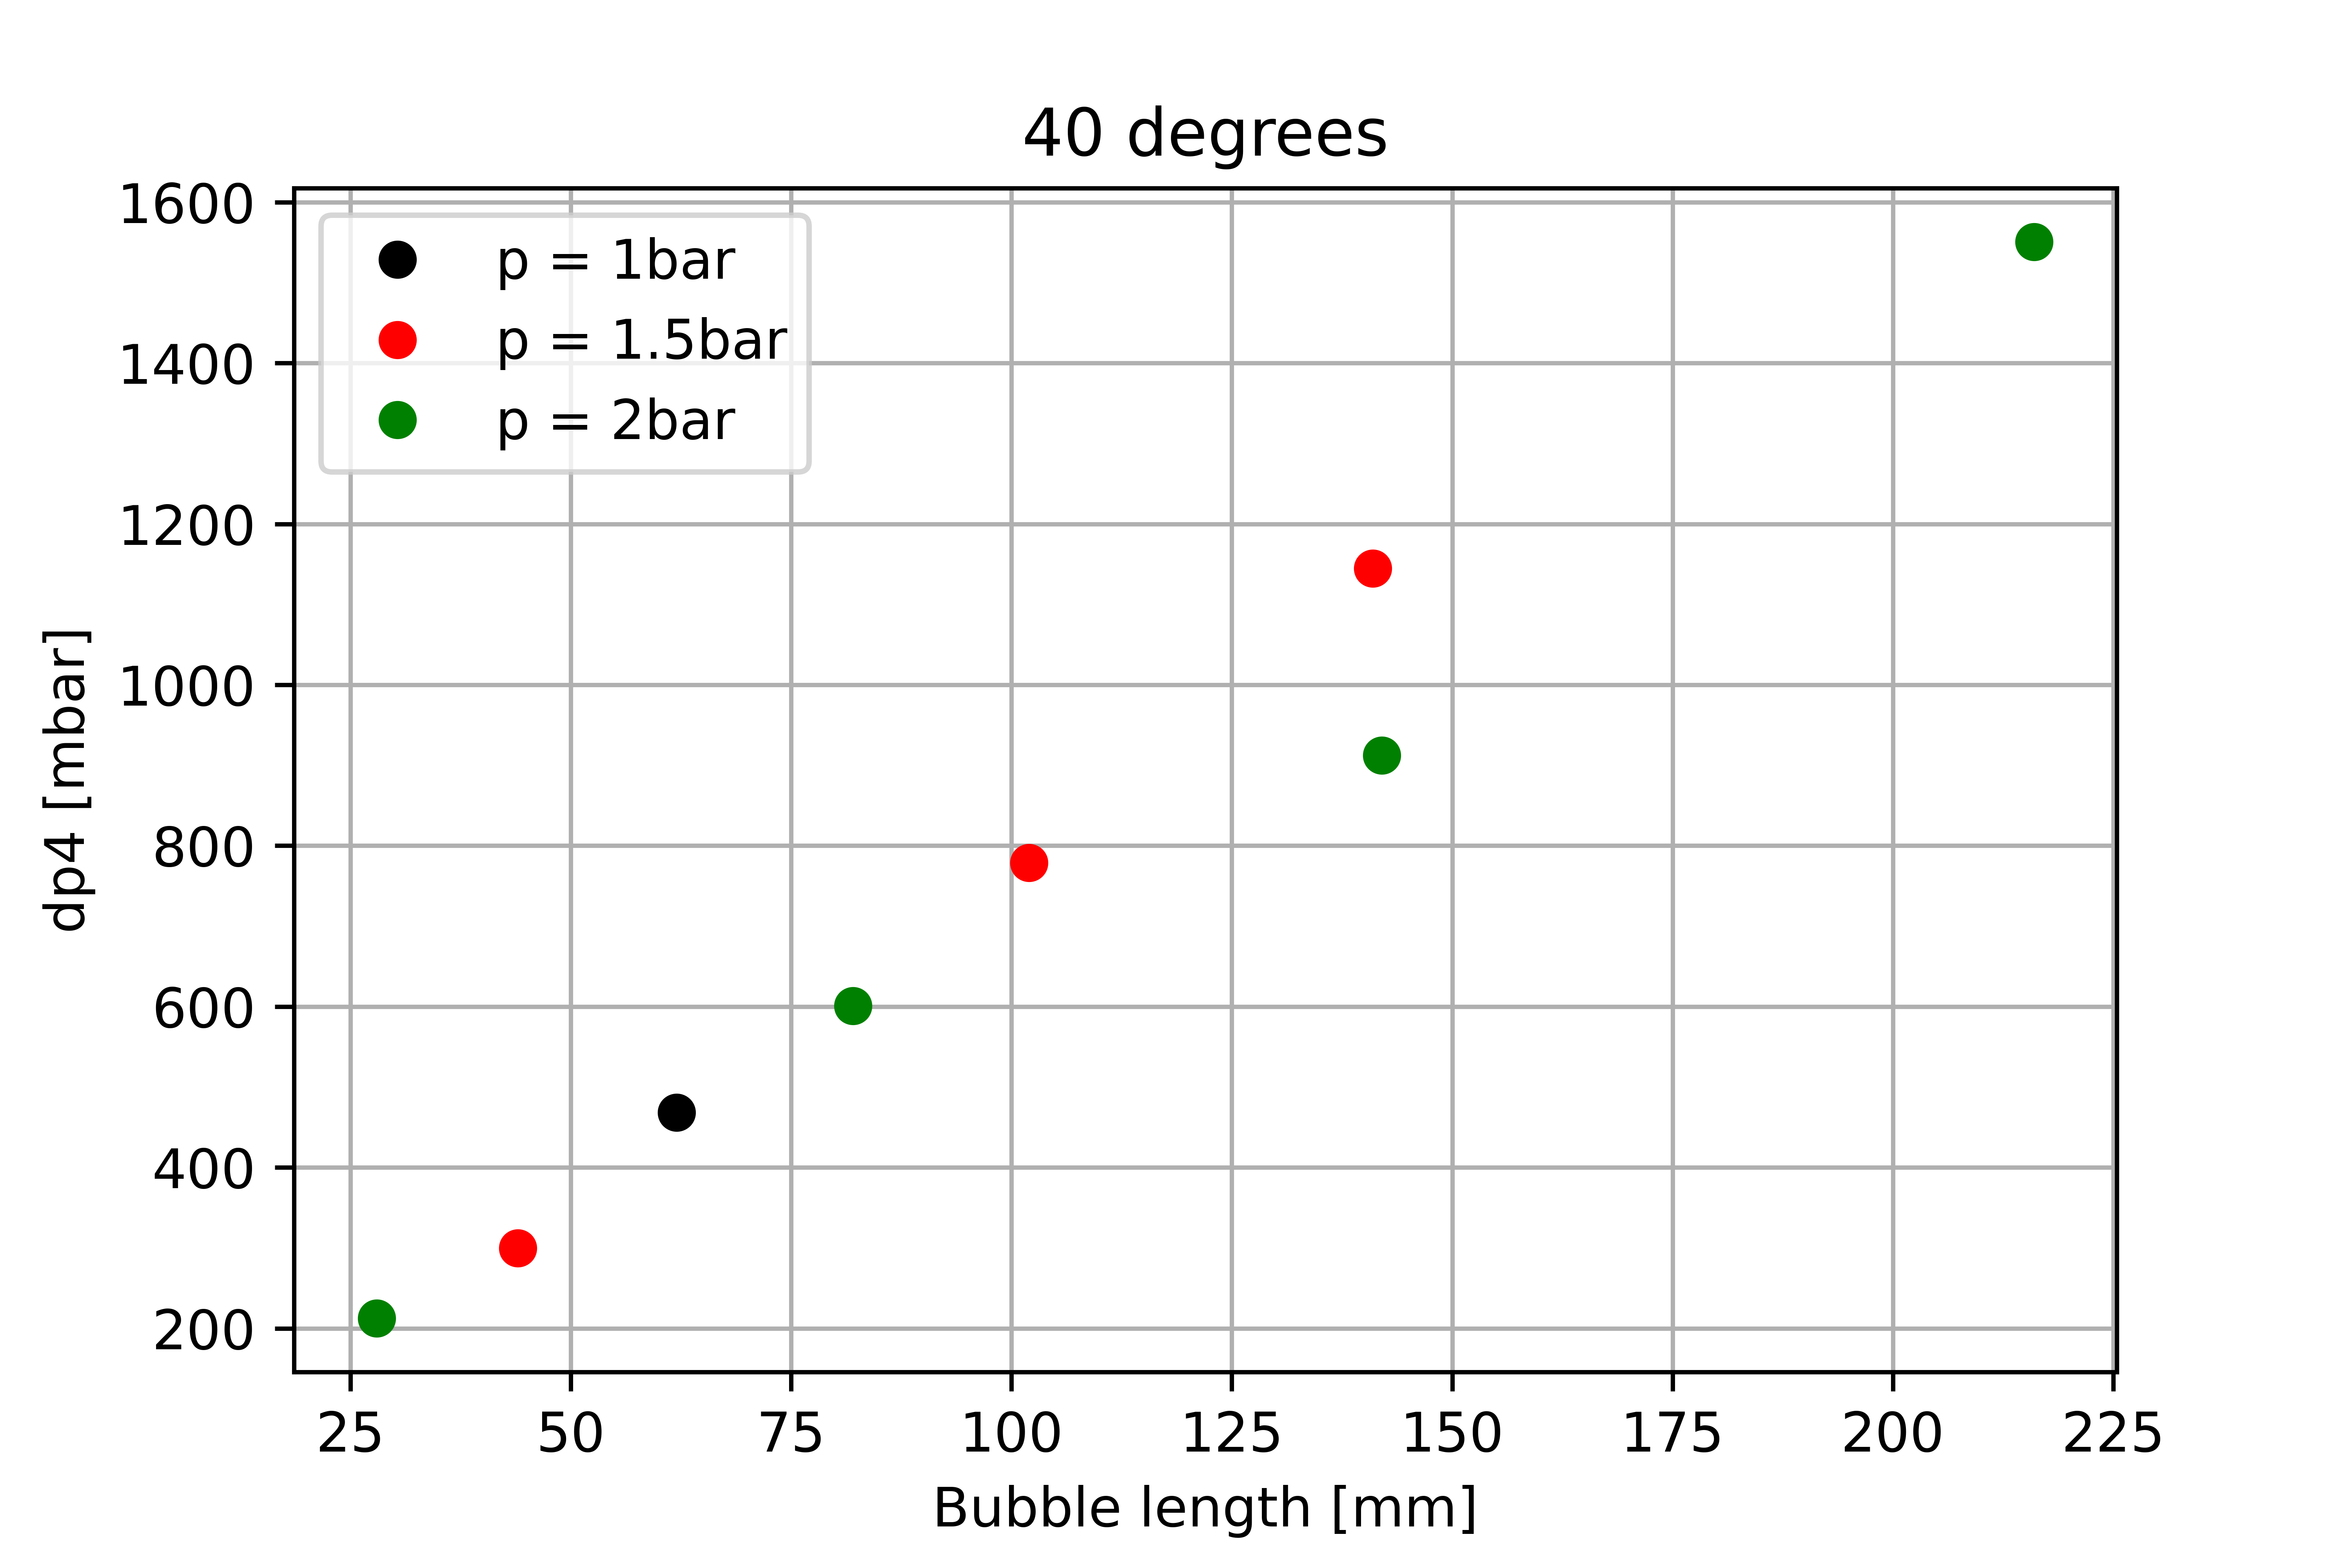 40 degrees
1600
1400
1200
1000
800
600
400
200
p = 1bar
p = 1.5bar
p = 2bar
dp4 [mbar]
25 50 75 100 125 150 175 200 225
Bubble length [mm]